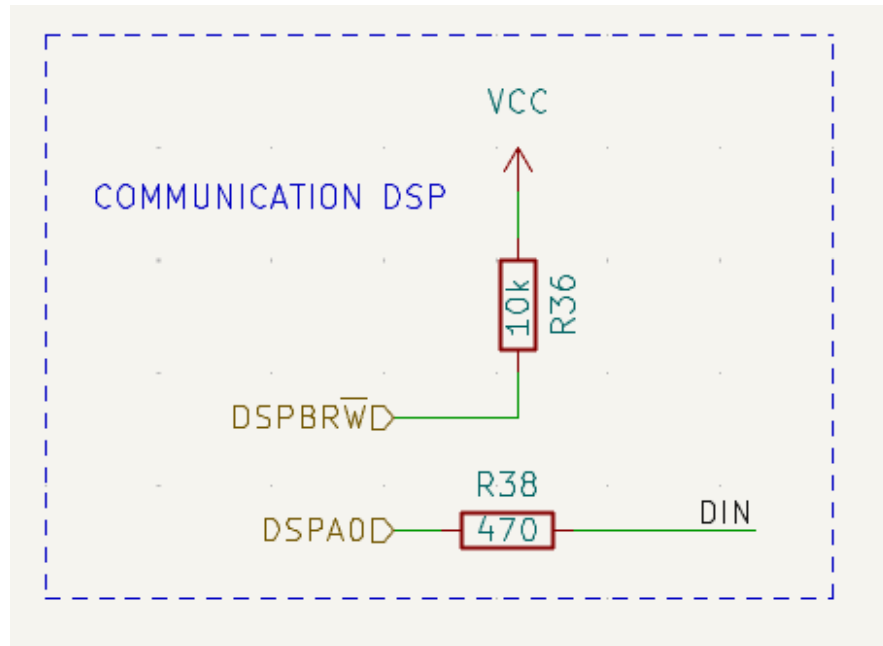 VCC
COMMUNICATION DSP
10k
R36
DSPBRW̅
R38
DIN
DSPA0
470